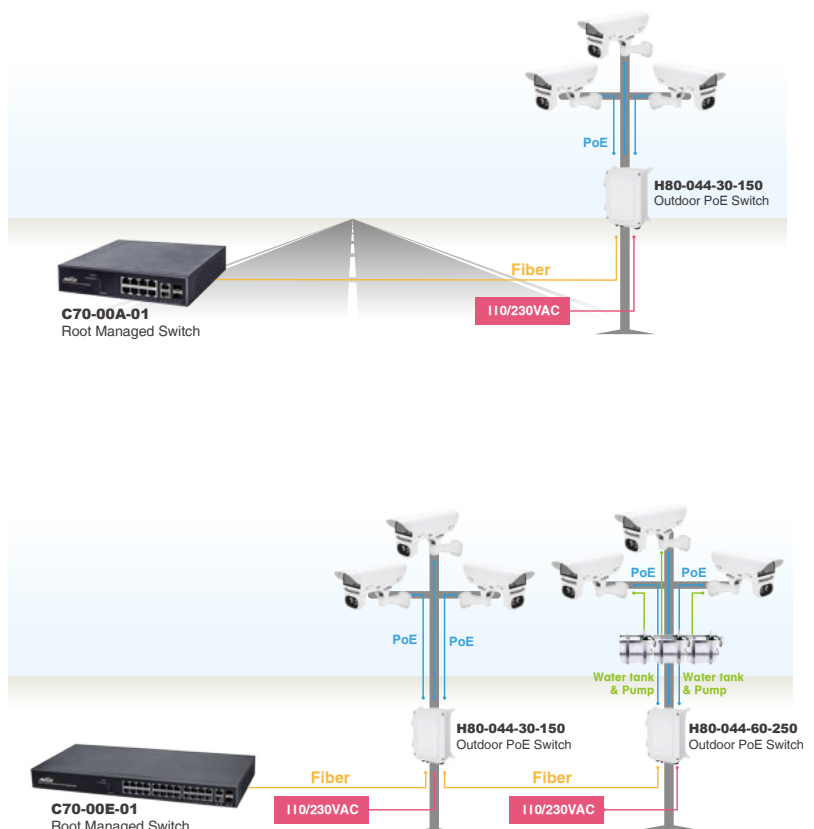 PoE
H80-044-30-150
Outdoor PoE Switch
Fiber
110/230VAC
C70-00A-01
Root Managed Switch
PoE PoE
PoE PoE
Water tank Water tank
& Pump & Pump
H80-044-30-150
Outdoor PoE Switch
H80-044-60-250
Outdoor PoE Switch
Fiber Fiber
110/230VAC 110/230VAC
C70-00E-01
Root Managed Switch